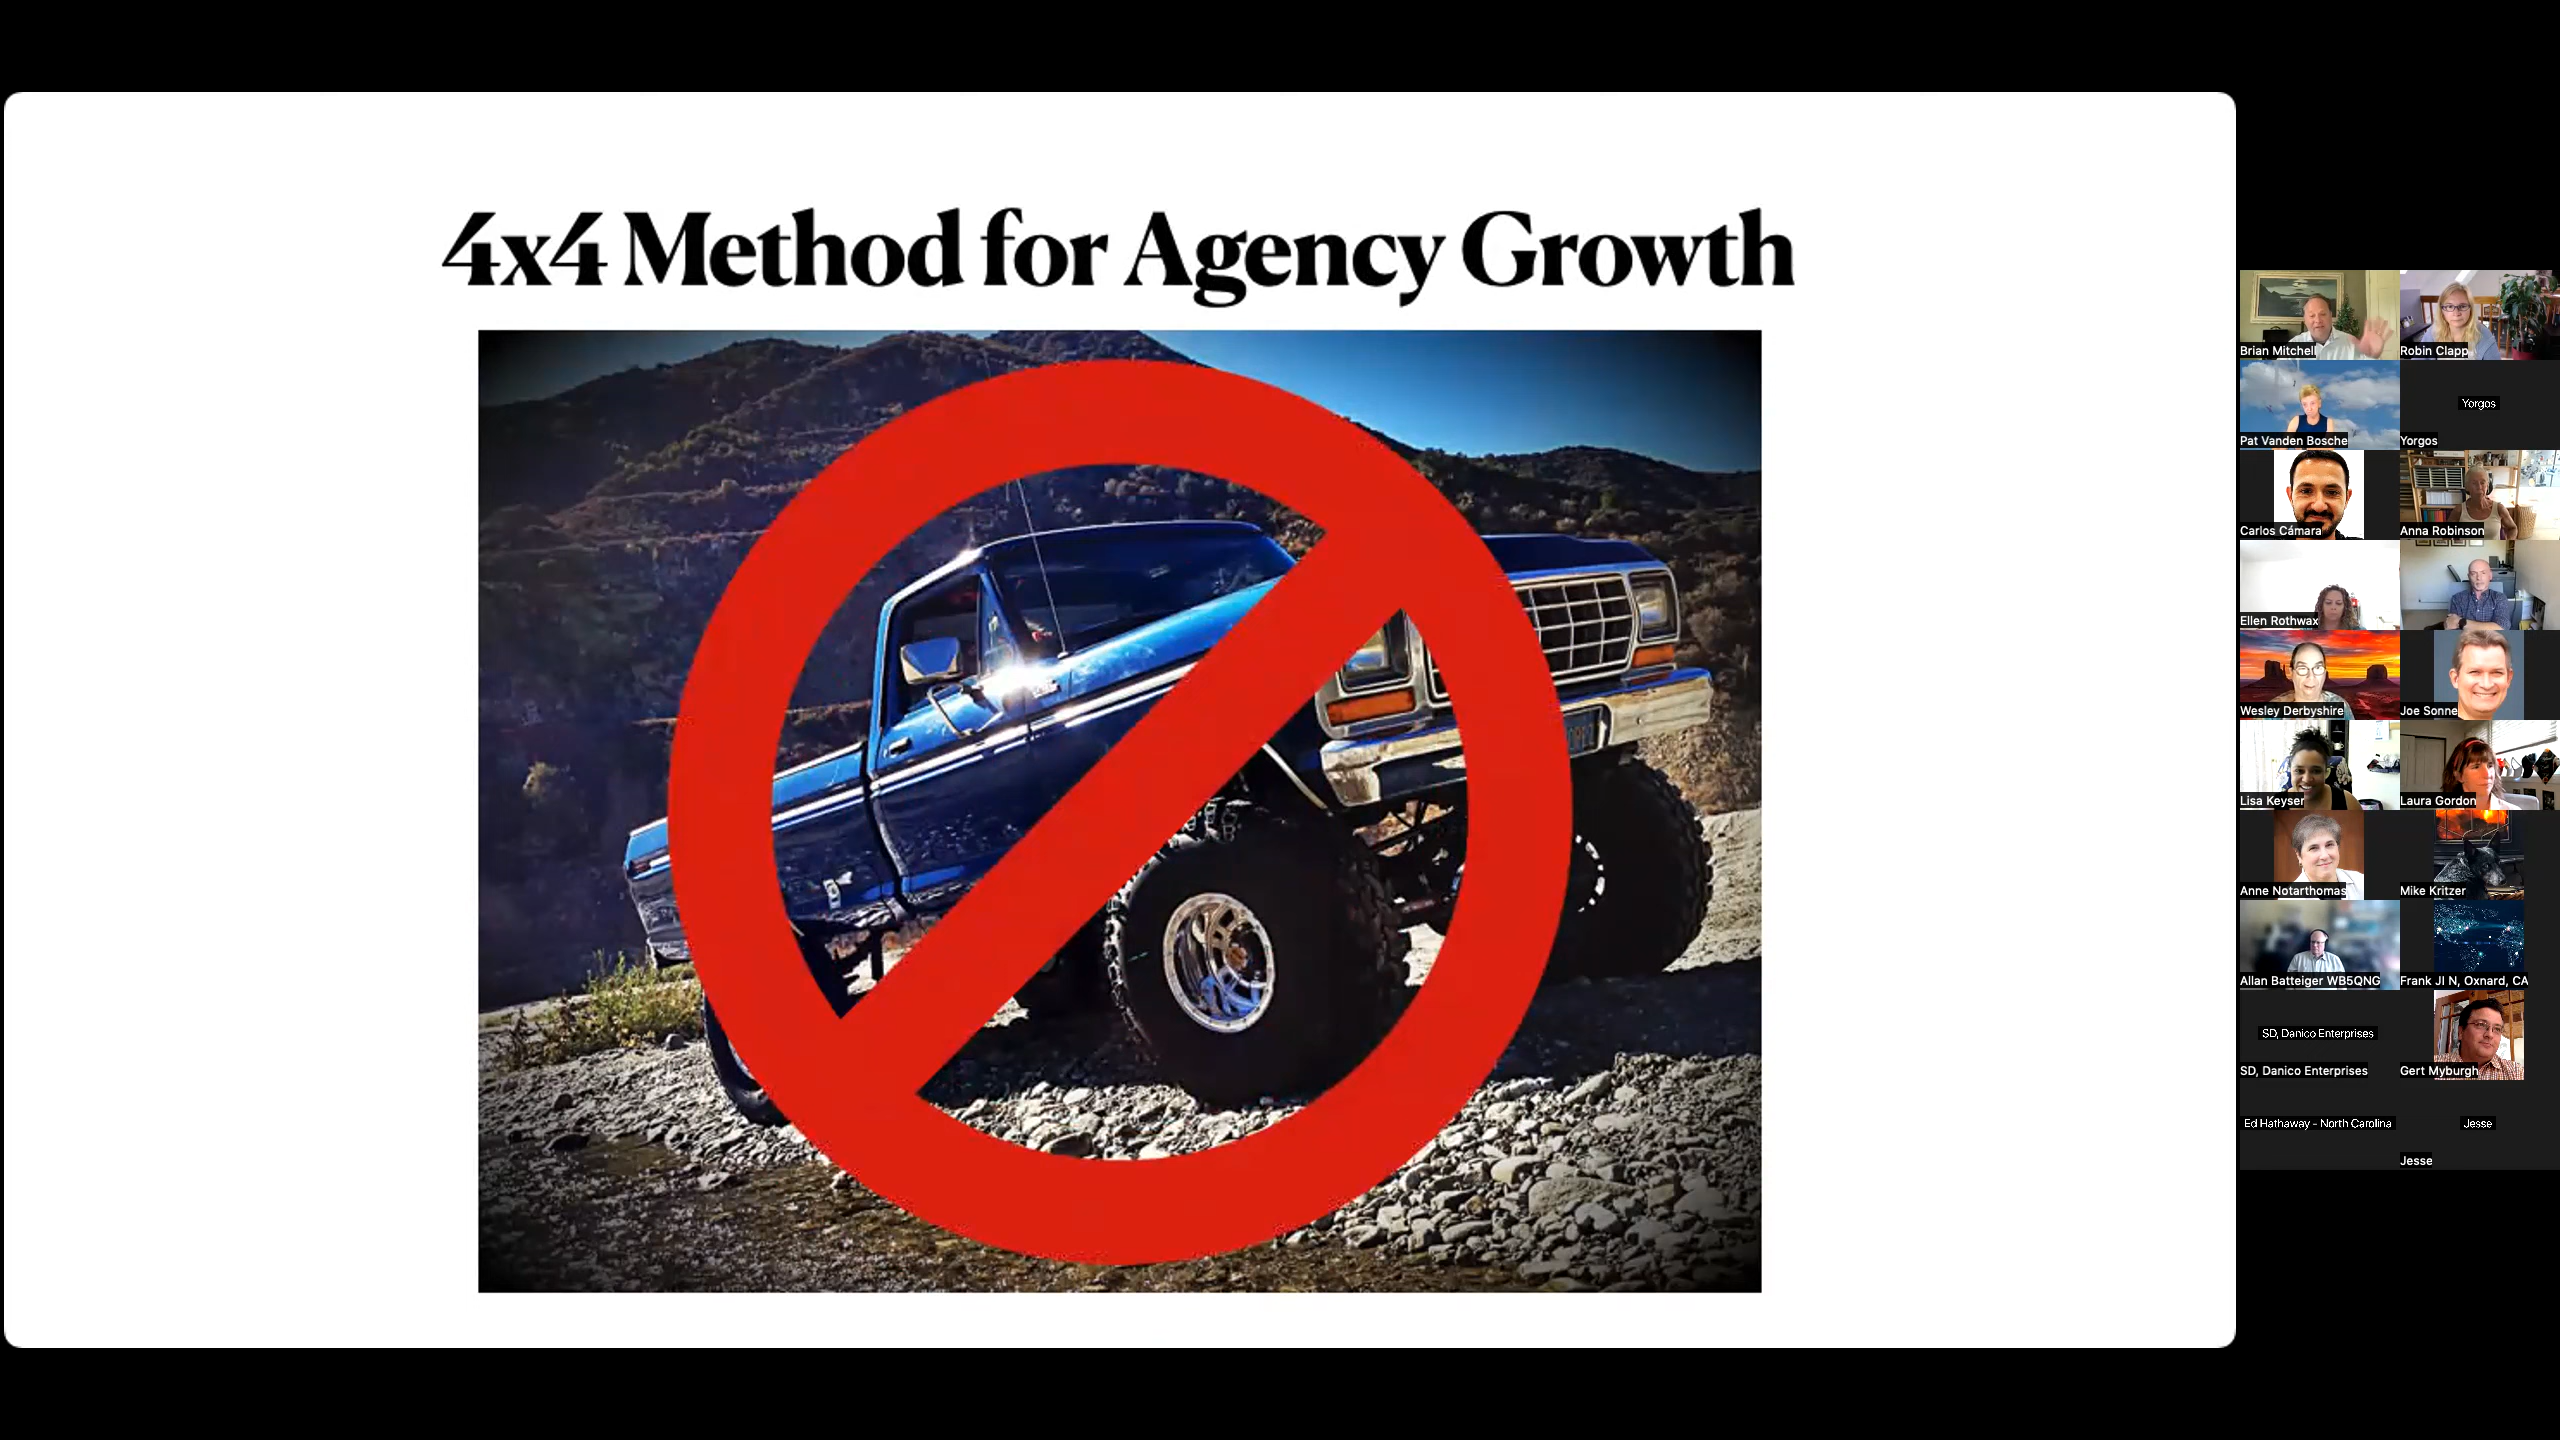 4x4 Method for Agency Growth
Brian Mitchell
Robin Clapp
Pat Vanden Bosche
Yorgos
Yorgos
Carlos Cámara
Anna Robinson
Ellen Rothwax
Wesley Derbyshire
Joe Sonne
Lisa Keyser
Laura Gordon
Anne Notarthomas
Mike Kritzer
Allan Batteiger WB5QNG
Frank JI N, Oxnard, CA
SD, Danico Enterprises
SD, Danico Enterprises
Gert Myburgh
Ed Hathaway - North Carolina
Jesse
Jesse